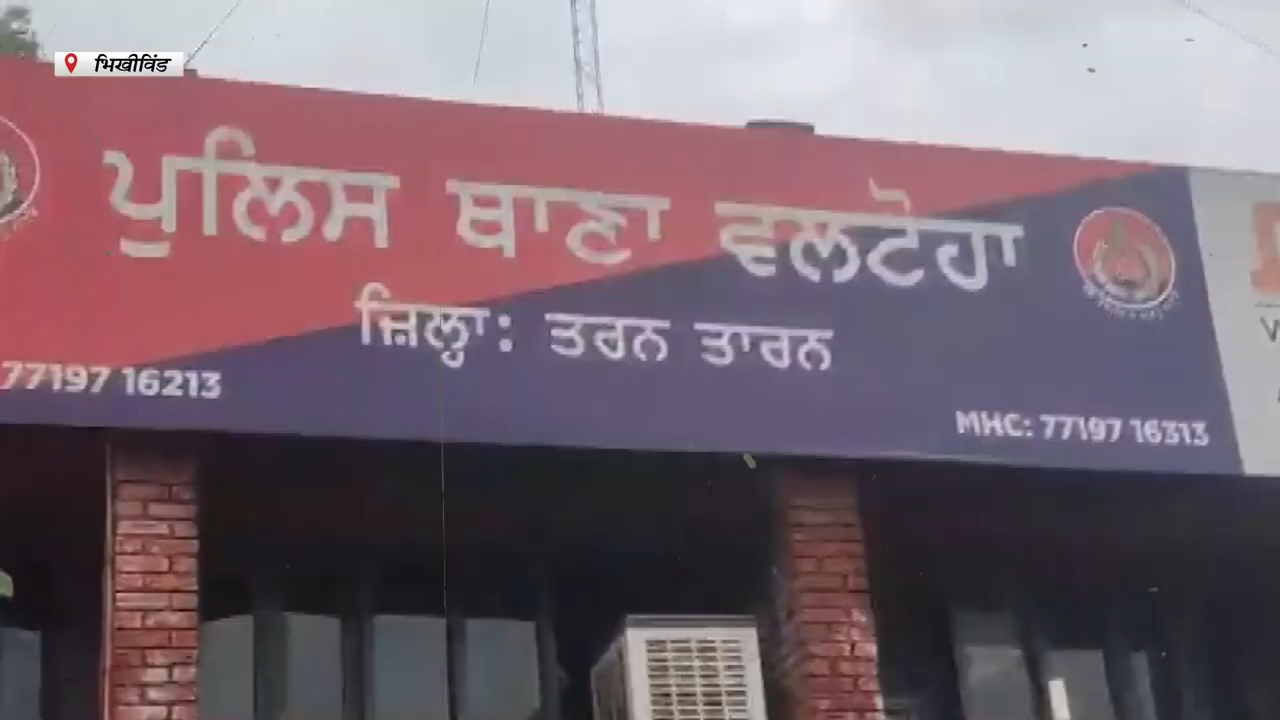 भिखीविंड
ਪੁਲਿਸ ਥਾਣਾ ਵਲਟੋਹਾ
ਜ਼ਿਲ੍ਹਾ: ਤਰਨ ਤਾਰਨ
77197 16213
MHC: 77197 16313